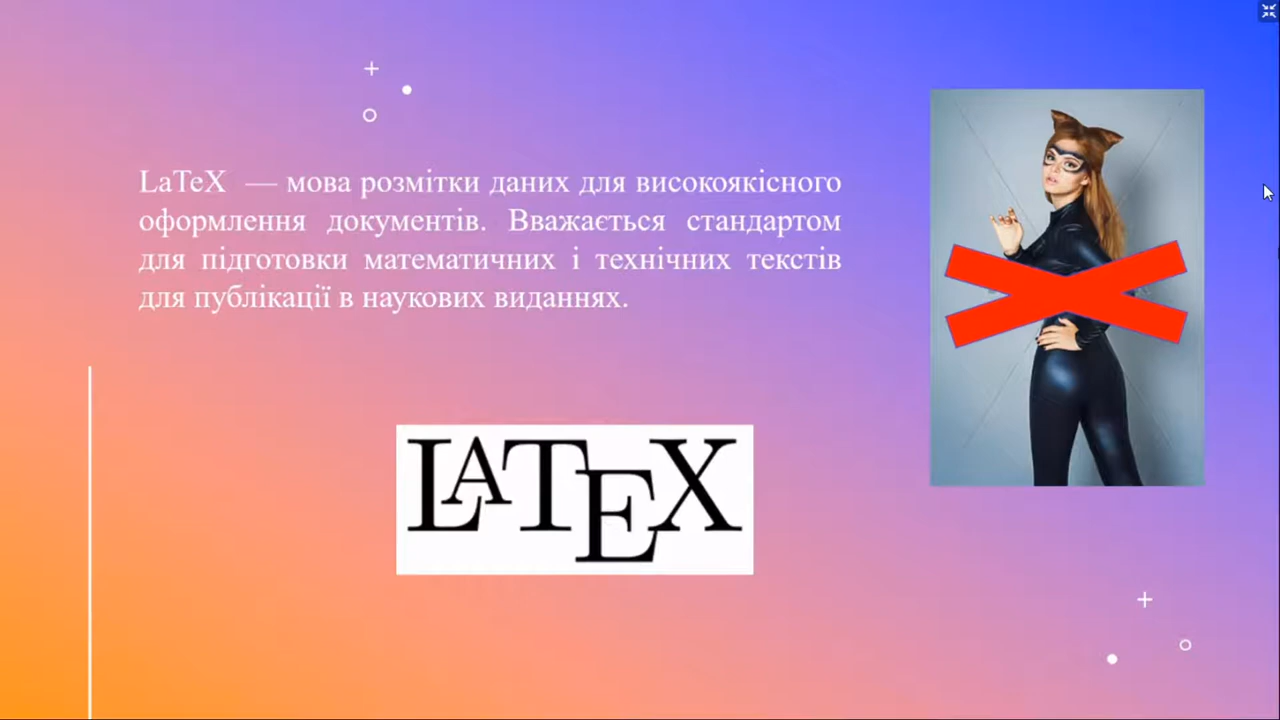 LaTeX — мова розмітки даних для високоякісного
оформлення документів. Вважається стандартом
для підготовки математичних і технічних текстів
для публікації в наукових виданнях.
LATEX